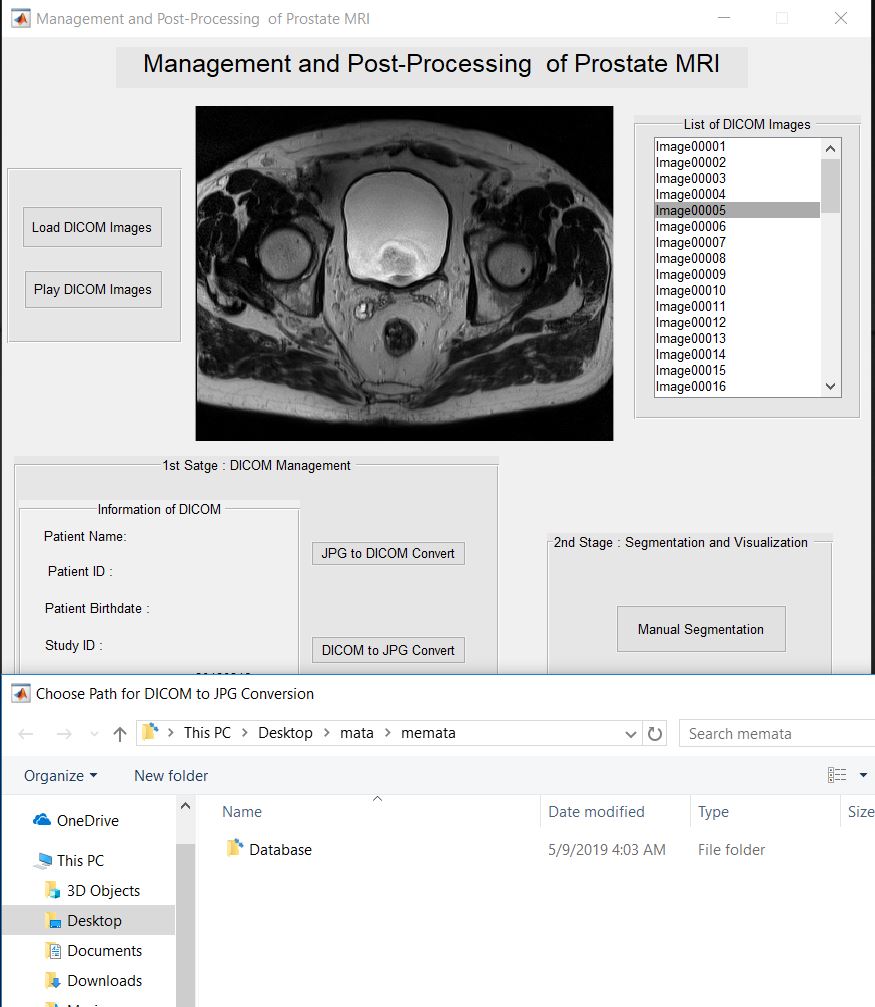 Management and Post-Processing  of Prostate MRI
Management and Post-Processing  of Prostate MRI
Load DICOM Images
Play DICOM Images
List of DICOM Images
Image00001
Image00002
Image00003
Image00004
Image00005
Image00006
Image00007
Image00008
Image00009
Image00010
Image00011
Image00012
Image00013
Image00014
Image00015
Image00016
1st Satge : DICOM Management
Information of DICOM
Patient Name:
Patient ID :
Patient Birthdate :
Study ID :
JPG to DICOM Convert
DICOM to JPG Convert
2nd Stage : Segmentation and Visualization
Manual Segmentation
Choose Path for DICOM to JPG Conversion
This PC > Desktop > mata > memata
Search memata
Organize
New folder
Name
Date modified
Type
Size
OneDrive
This PC
3D Objects
Desktop
Documents
Downloads
Database
5/9/2019 4:03 AM
File folder